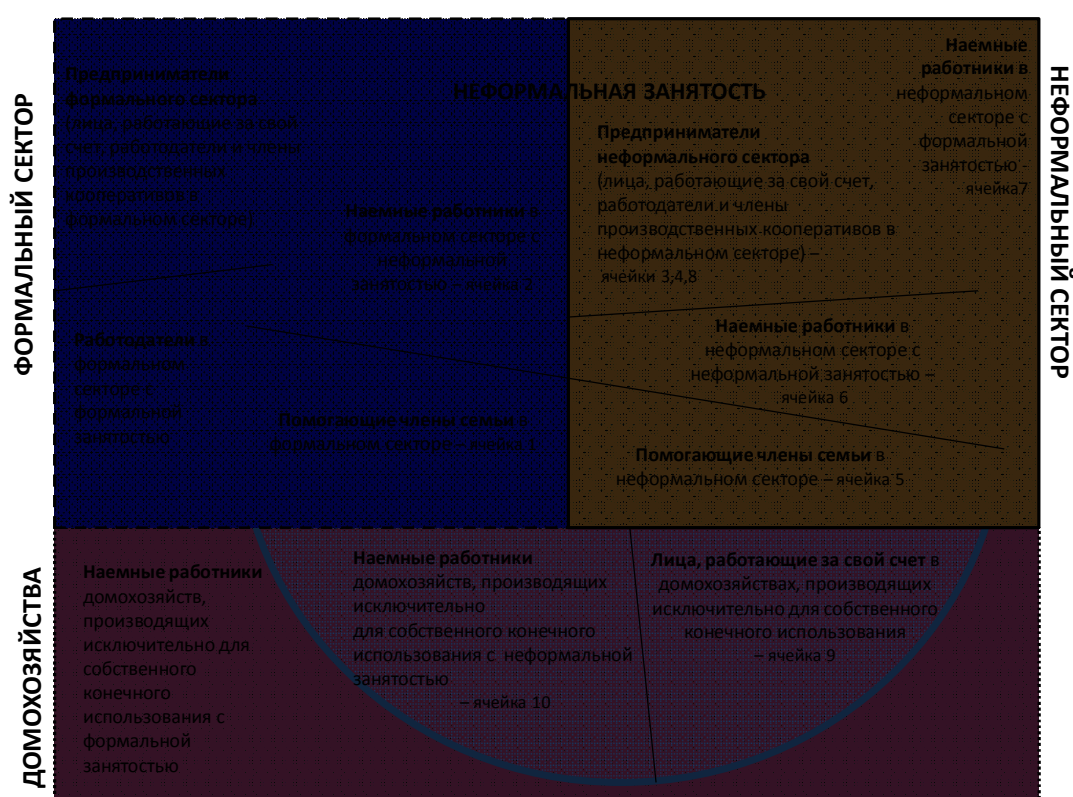 ФОРМАЛЬНЫЙ СЕКТОР
Предприниматели
формального сектора
(лица, работающие за свой
счет, работодатели и члены
производственных
кооперативов в
формальном секторе)
Наемные работники в
формальном секторе с
неформальной
занятостью – ячейка 2
Работодатели в
формальном
секторе с
формальной
занятостью
Помогающие члены семьи в
формальном секторе – ячейка 1
НЕФОРМАЛЬНАЯ ЗАНЯТОСТЬ
Предприниматели
неформального сектора
(лица, работающие за свой счет,
работодатели и члены
производственных кооперативов в
неформальном секторе) –
ячейки 3,4,8
Наемные
работники в
неформальном
секторе с
формальной
занятостью -
ячейка7
Наемные работники в
неформальном секторе с
неформальной занятостью –
ячейка 6
Помогающие члены семьи в
неформальном секторе – ячейка 5
НЕФОРМАЛЬНЫЙ СЕКТОР
ДОМОХОЗЯЙСТВА
Наемные работники
домохозяйств,
производящих
исключительно для
собственного
конечного
использования с
формальной
занятостью
Наемные работники
домохозяйств, производящих
исключительно
для собственного конечного
использования с неформальной
занятостью
– ячейка 10
Лица, работающие за свой счет в
домохозяйствах, производящих
исключительно для собственного
конечного использования
– ячейка 9